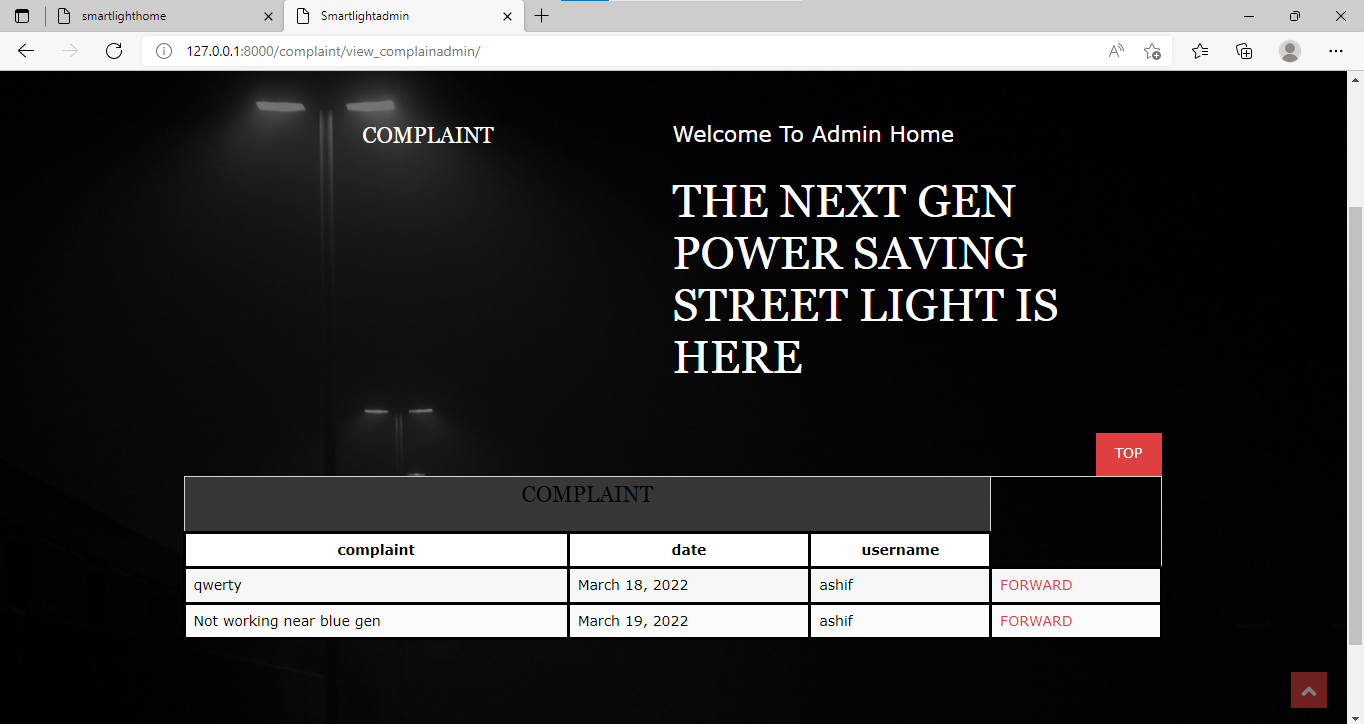 smartlighthome
Smartlightadmin
127.0.0.1:8000/complaint/view_complainadmin/
COMPLAINT
Welcome To Admin Home
THE NEXT GEN
POWER SAVING
STREET LIGHT IS
HERE
TOP
COMPLAINT
complaint date username
qwerty March 18, 2022 ashif FORWARD
Not working near blue gen March 19, 2022 ashif FORWARD